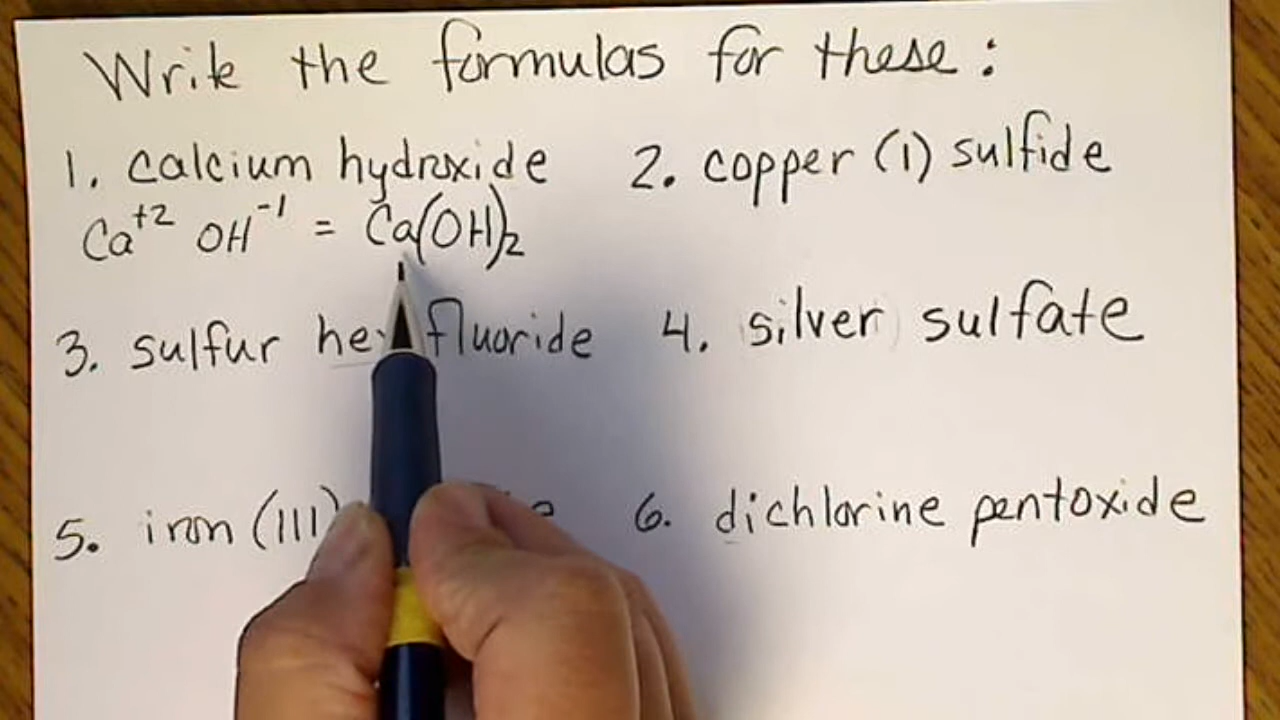 Write the formulas for these:
1. calcium hydroxide
2. copper (1) sulfide
Ca+2 OH-1 = Ca(OH)2
3. sulfur fluoride
4. silver sulfate
5. iron (111)
6. dichlorine pentoxide